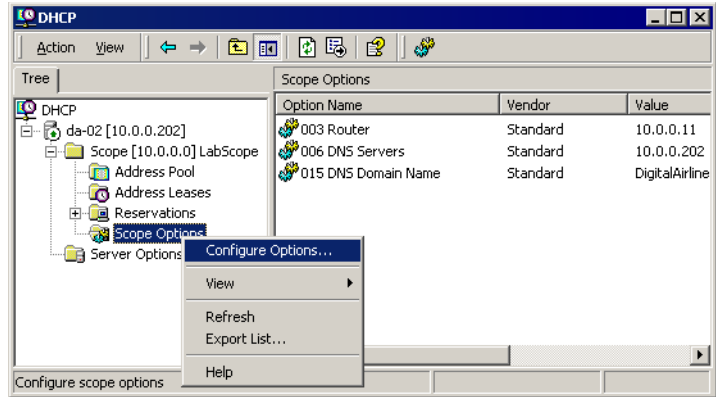 DHCP
Action View
Tree
Scope Options
DHCP
da-02 [10.0.0.202]
Scope [10.0.0.0] LabScope
Address Pool
Address Leases
Reservations
Scope Options
Server Options
Option Name Vendor Value
003 Router Standard 10.0.0.11
006 DNS Servers Standard 10.0.0.202
015 DNS Domain Name Standard DigitalAirline
Configure Options...
View
Refresh
Export List...
Help
Configure scope options